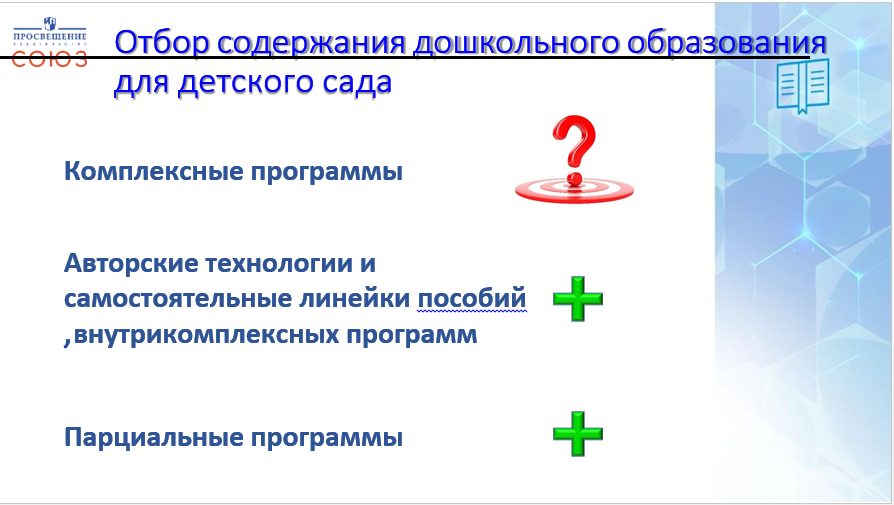 ПРОСВЕЩЕНИЕ
ИЗДАТЕЛЬСТВО
СОЮЗ
Отбор содержания дошкольного образования
для детского сада
Комплексные программы
Авторские технологии и
самостоятельные линейки пособий
,внутрикомплексных программ
Парциальные программы